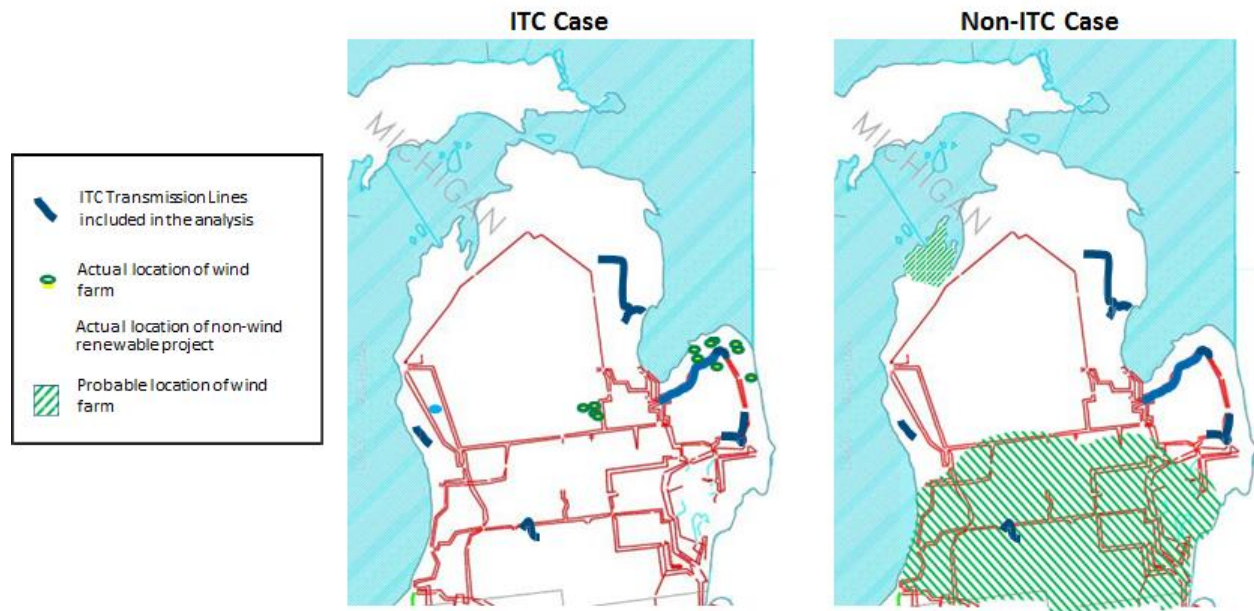 ITC Case
Non-ITC Case
ITC Transmission Lines
included in the analysis
Actual location of wind
farm
Actual location of non-wind
renewable project
Probable location of wind
farm
MICHIGAN
MICHIGAN